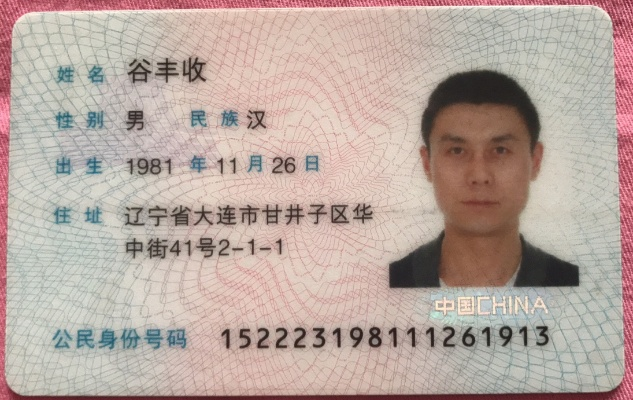 姓名 谷丰收
性别 男 民族 汉
出生 1981 年 11 月 26 日
住址 辽宁省大连市甘井子区华
中街41号2-1-1
中国CHINA
公民身份号码 152223198111261913